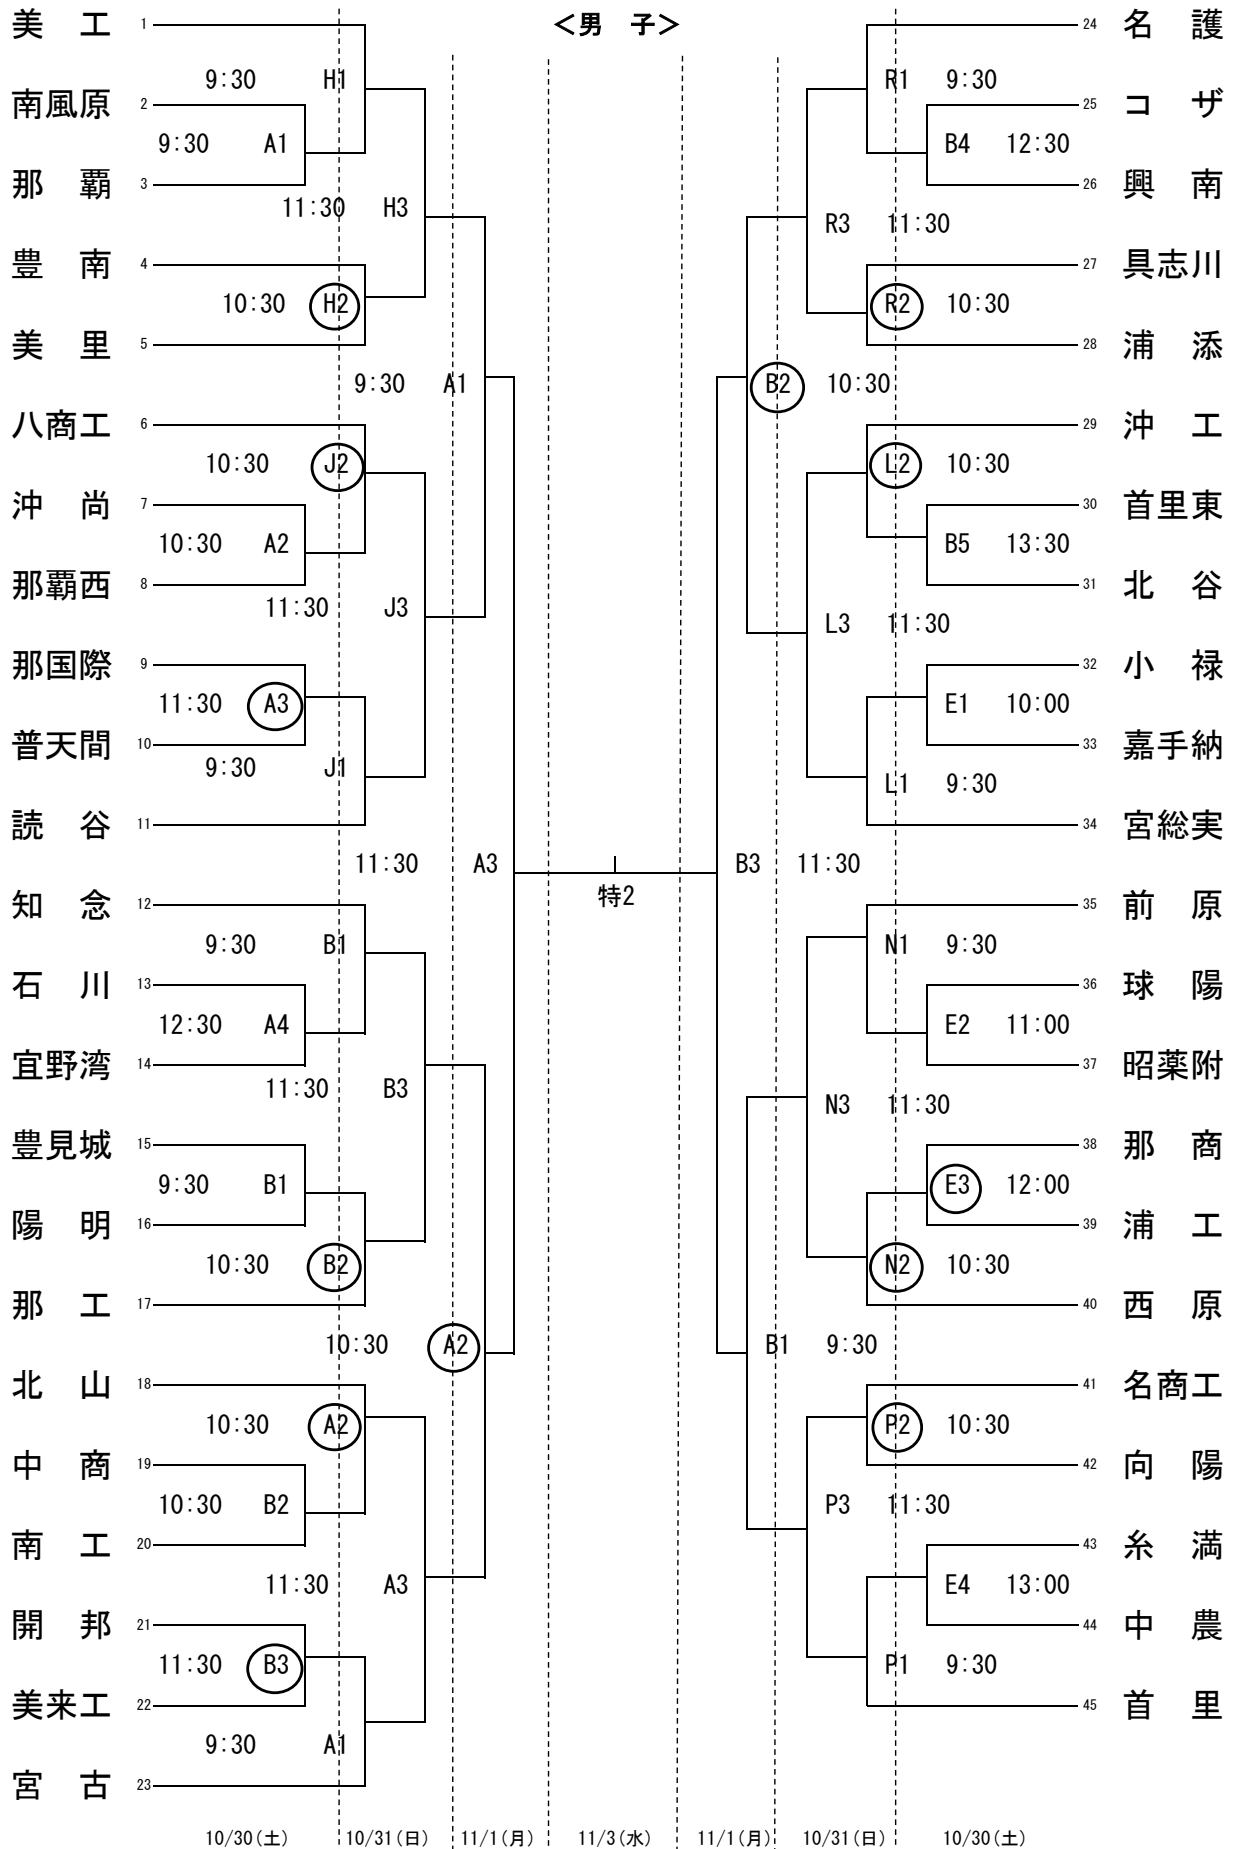 <男 子>
美 工 1 24 名 護
9:30 H1 R1 9:30
南風原 2 25 コ ザ
9:30 A1 B4 12:30
那 覇 3 26 興 南
11:30 H3 R3 11:30
豊 南 4 27 具志川
10:30 H2 R2 10:30
美 里 5 28 浦 添
9:30 A1 B2 10:30
八商工 6 29 沖 工
10:30 J2 L2 10:30
沖 尚 7 30 首里東
10:30 A2 B5 13:30
那覇西 8 31 北 谷
11:30 J3 L3 11:30
那国際 9 32 小 禄
11:30 A3 E1 10:00
普天間 10 33 嘉手納
9:30 J1 L1 9:30
読 谷 11 34 宮総実
11:30 A3 B3 11:30
特2
知 念 12 35 前 原
9:30 B1 N1 9:30
石 川 13 36 球 陽
12:30 A4 E2 11:00
宜野湾 14 37 昭薬附
11:30 B3 N3 11:30
豊見城 15 38 那 商
9:30 B1 E3 12:00
陽 明 16 39 浦 工
10:30 B2 N2 10:30
那 工 17 40 西 原
10:30 A2 B1 9:30
北 山 18 41 名商工
10:30 A2 P2 10:30
中 商 19 42 向 陽
10:30 B2 P3 11:30
南 工 20 43 糸 満
11:30 A3 E4 13:00
開 邦 21 44 中 農
11:30 B3 P1 9:30
美来工 22 45 首 里
9:30 A1
宮 古 23
10/30(土) 10/31(日) 11/1(月) 11/3(水) 11/1(月) 10/31(日) 10/30(土)